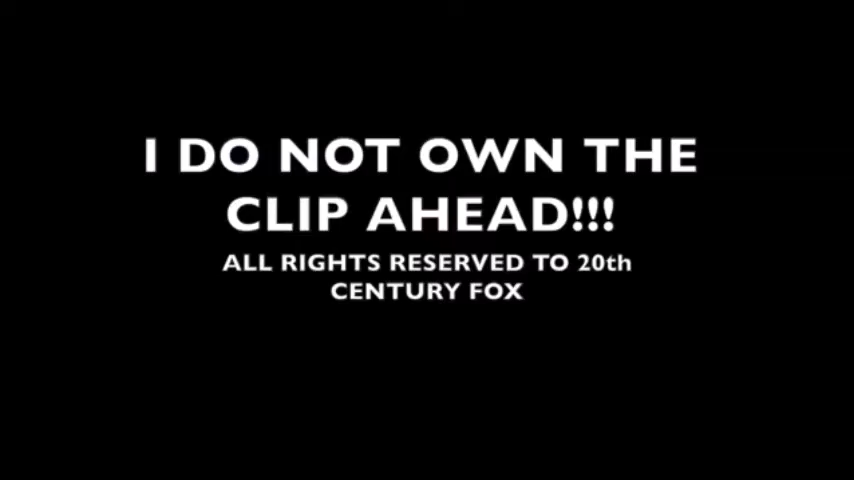 I DO NOT OWN THE
CLIP AHEAD!!!
ALL RIGHTS RESERVED TO 20th
CENTURY FOX